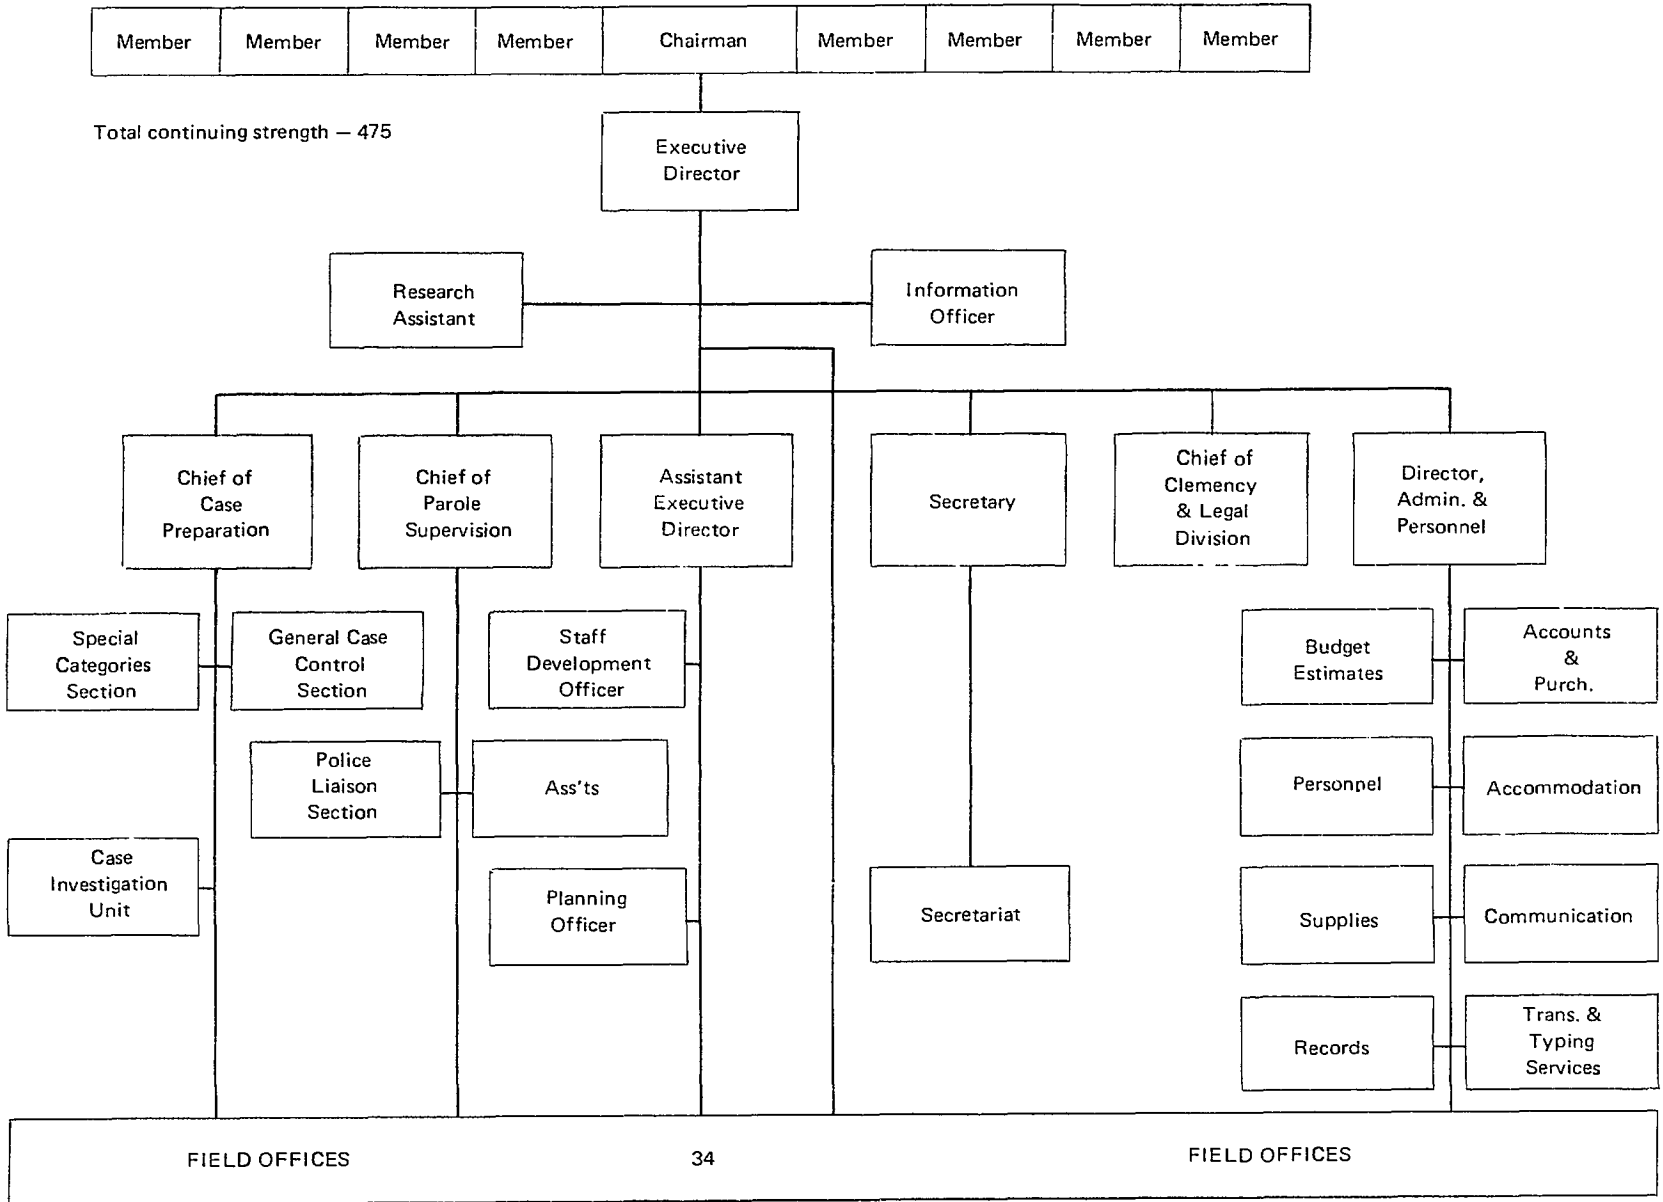 Member Member Member Member Chairman Member Member Member Member
Total continuing strength — 475
Executive
Director
Research
Assistant
Information
Officer
Chief of
Case
Preparation
Chief of
Parole
Supervision
Assistant
Executive
Director
Secretary
Chief of
Clemency
& Legal
Division
Director,
Admin. &
Personnel
Special
Categories
Section
General Case
Control
Section
Staff
Development
Officer
Budget
Estimates
Accounts
&
Purch.
Police
Liaison
Section
Ass'ts
Personnel
Accommodation
Case
Investigation
Unit
Planning
Officer
Secretariat
Supplies
Communication
Records
Trans. &
Typing
Services
FIELD OFFICES 34 FIELD OFFICES